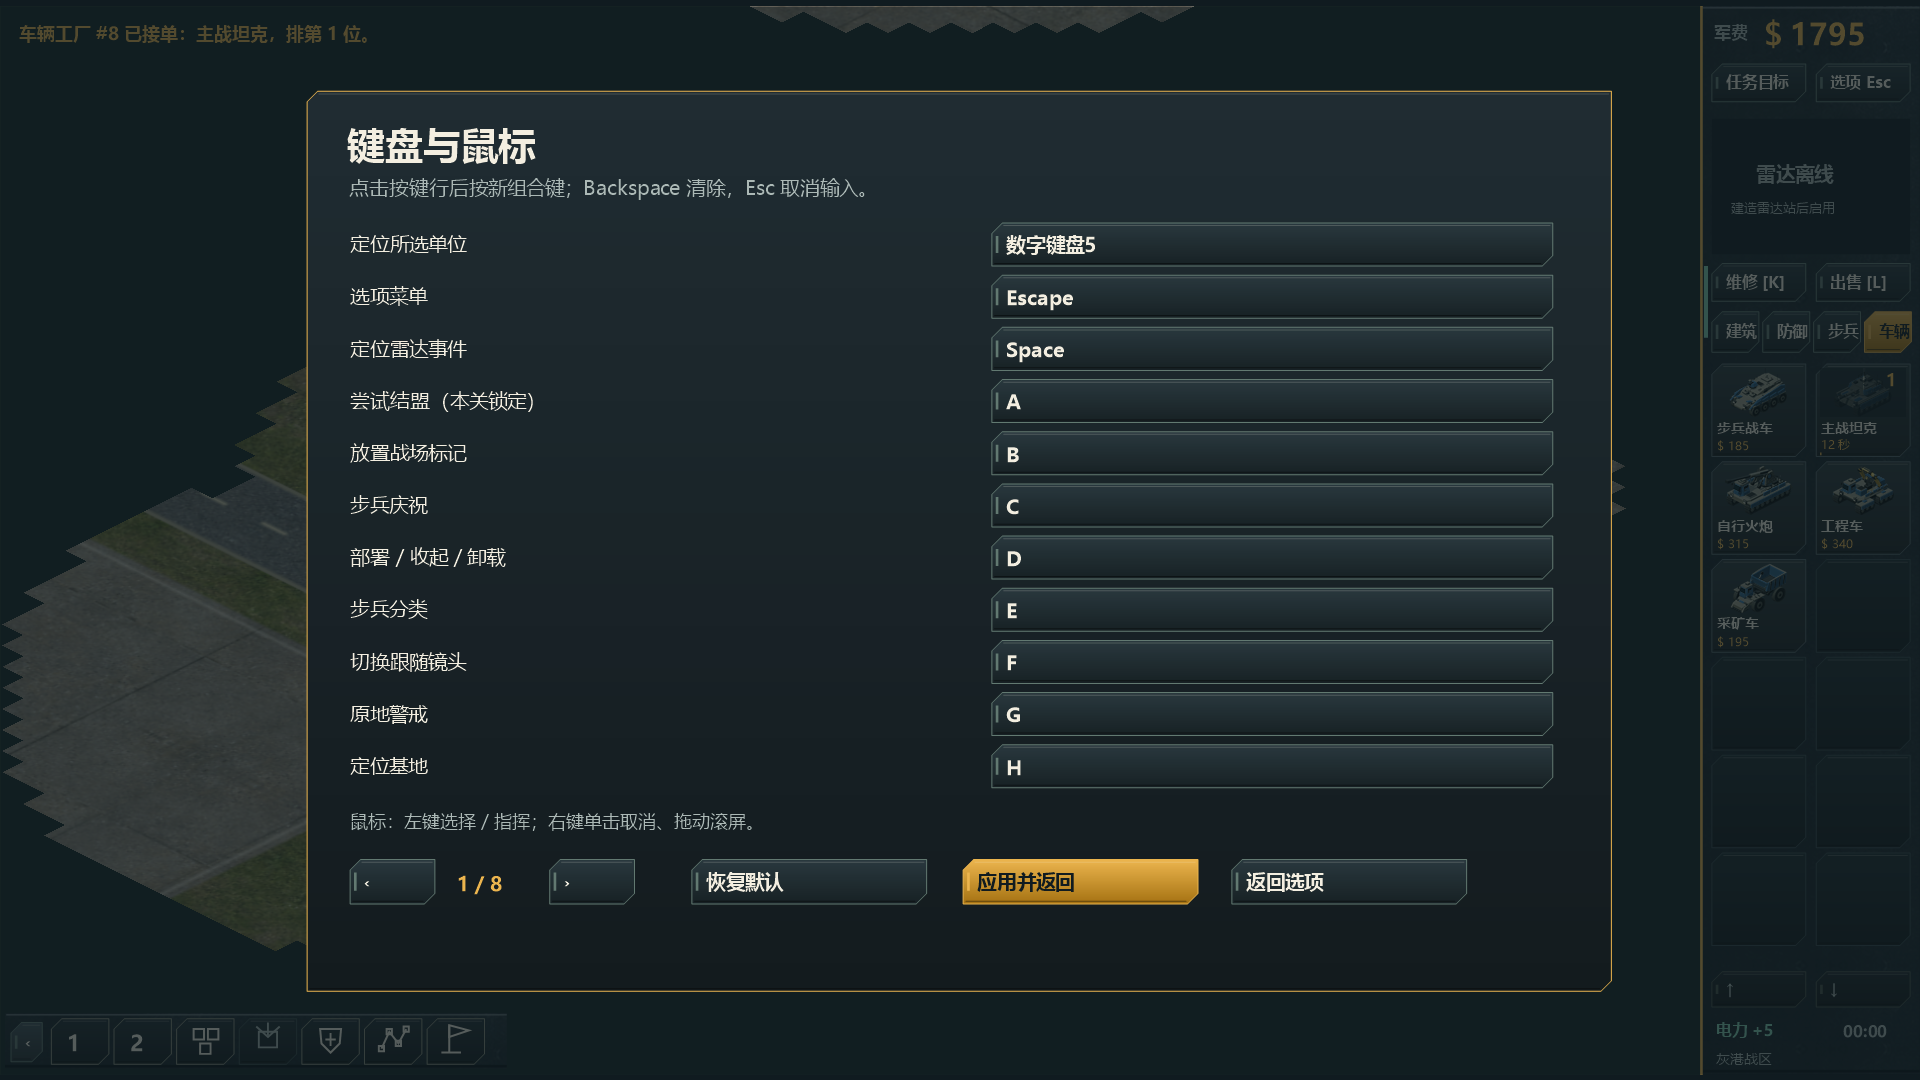 车辆工厂 #8 已接单：主战坦克，排第 1 位。
军费 $ 1795
任务目标 选项 Esc
雷达离线
建造雷达站后启用
维修 [K] 出售 [L]
建筑 防御 步兵 车辆
步兵战车
$ 185
1
主战坦克
12 秒
自行火炮
$ 315
工程车
$ 340
采矿车
$ 195
↑ ↓
电力 +5 00:00
灰港战区
键盘与鼠标
点击按键行后按新组合键；Backspace 清除，Esc 取消输入。
定位所选单位 数字键盘5
选项菜单 Escape
定位雷达事件 Space
尝试结盟（本关锁定） A
放置战场标记 B
步兵庆祝 C
部署 / 收起 / 卸载 D
步兵分类 E
切换跟随镜头 F
原地警戒 G
定位基地 H
鼠标：左键选择 / 指挥；右键单击取消、拖动滚屏。
‹ 1 / 8 › 恢复默认 应用并返回 返回选项
‹ 1 2